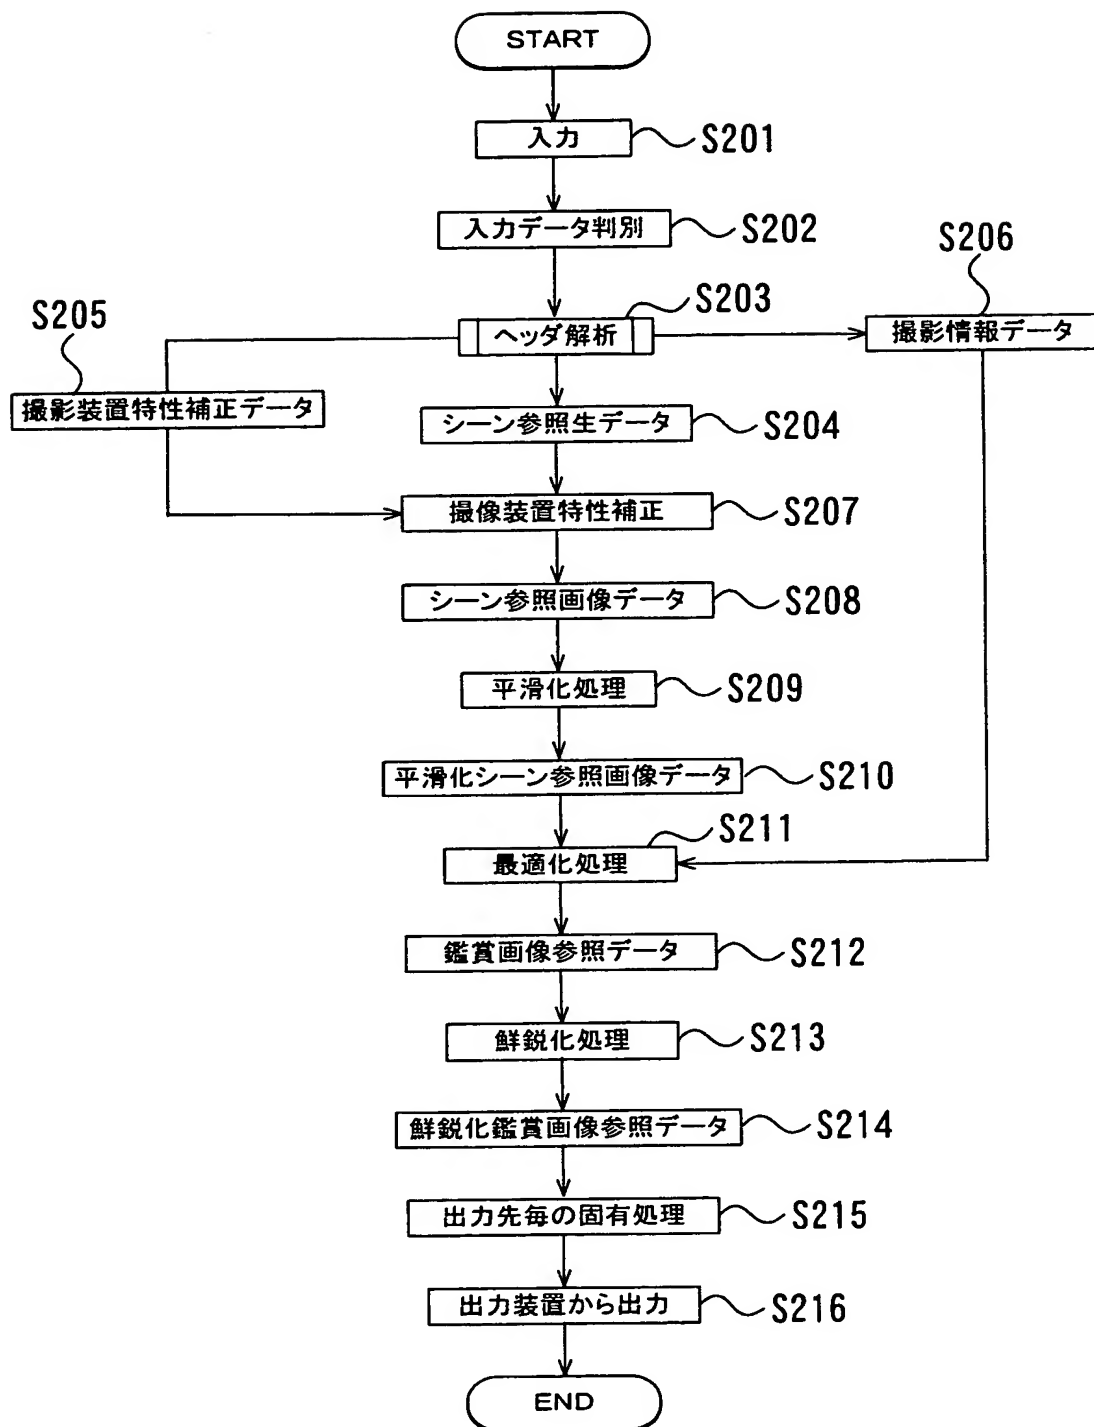 START
入力
S201
入力データ判別
S202
S206
S203
S205
ヘッダ解析
撮影情報データ
撮影装置特性補正データ
シーン参照生データ
S204
撮像装置特性補正
S207
シーン参照画像データ
S208
平滑化処理
S209
平滑化シーン参照画像データ
S210
S211
最適化処理
鑑賞画像参照データ
S212
鮮鋭化処理
S213
鮮鋭化鑑賞画像参照データ
S214
出力先毎の固有処理
S215
出力装置から出力
S216
END